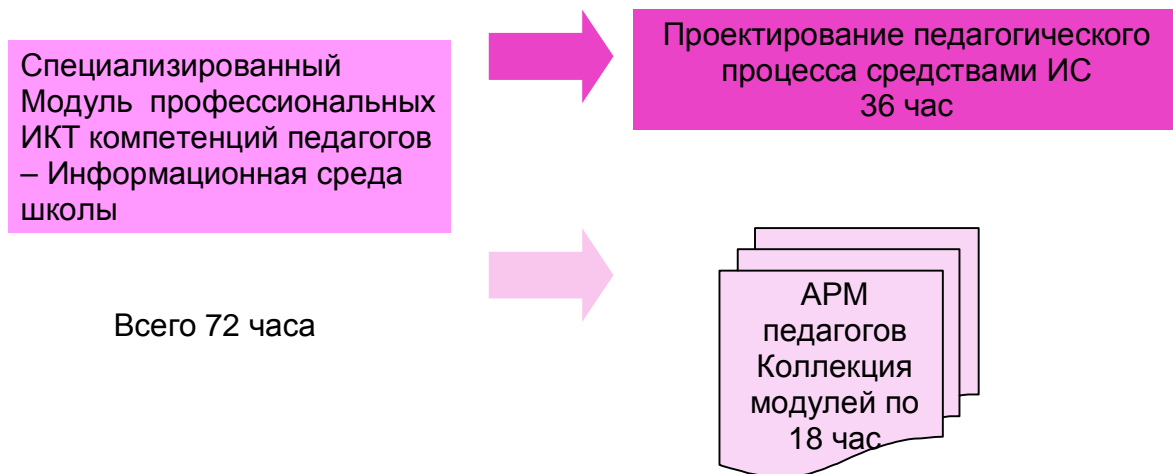 Специализированный
Модуль профессиональных
ИКТ компетенций педагогов
– Информационная среда
школы
Всего 72 часа
Проектирование педагогического
процесса средствами ИС
36 час
АРМ
педагогов
Коллекция
модулей по
18 час